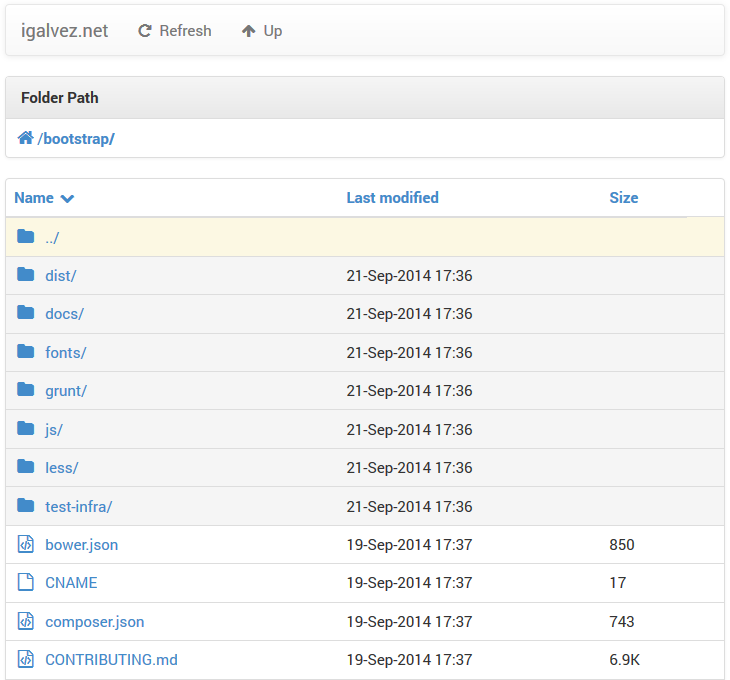 igalvez.net Refresh Up
Folder Path
/bootstrap/
Name Last modified Size
../
dist/ 21-Sep-2014 17:36
docs/ 21-Sep-2014 17:36
fonts/ 21-Sep-2014 17:36
grunt/ 21-Sep-2014 17:36
js/ 21-Sep-2014 17:36
less/ 21-Sep-2014 17:36
test-infra/ 21-Sep-2014 17:36
bower.json 19-Sep-2014 17:37 850
CNAME 19-Sep-2014 17:37 17
composer.json 19-Sep-2014 17:37 743
CONTRIBUTING.md 19-Sep-2014 17:37 6.9K